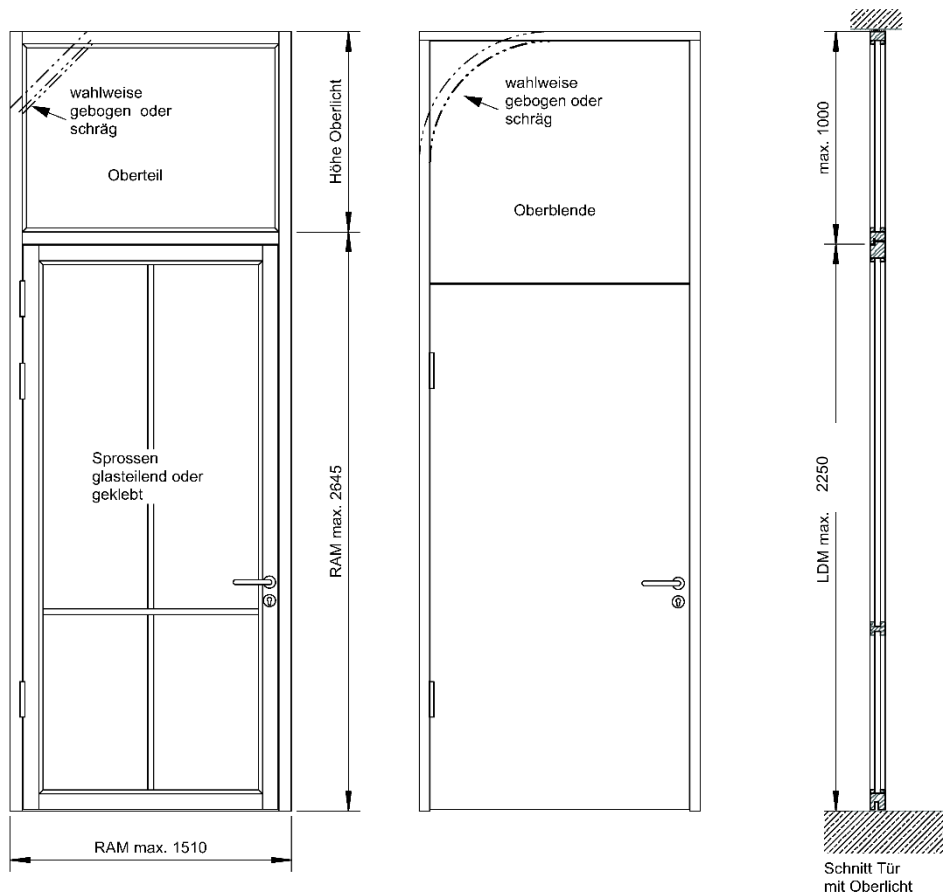 wahlweise
gebogen oder
schräg
Oberteil
Höhe Oberlicht
Sprossen
glasteilend oder
geklebt
RAM max. 2645
RAM max. 1510
wahlweise
gebogen oder
schräg
Oberblende
max. 1000
LDM max. 2250
Schnitt Tür
mit Oberlicht